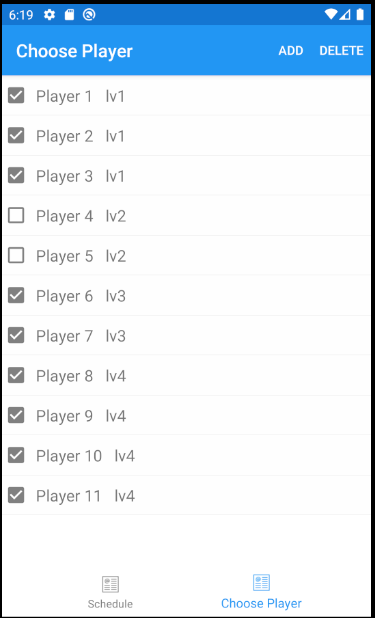 6:19
Choose Player ADD DELETE
Player 1 lv1
Player 2 lv1
Player 3 lv1
Player 4 lv2
Player 5 lv2
Player 6 lv3
Player 7 lv3
Player 8 lv4
Player 9 lv4
Player 10 lv4
Player 11 lv4
Schedule Choose Player